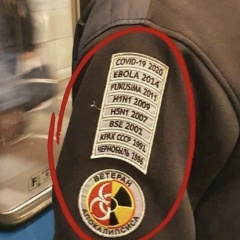 COVID-19 2020
EBOLA 2014
FUKUSIMA 2011
H1N1 2009
H5N1 2007
BSE 2001
КРАХ СССР 1991
ЧЕРНОБЫЛЬ 1986
ВЕТЕРАН
АПОКАЛИПСИСА
F